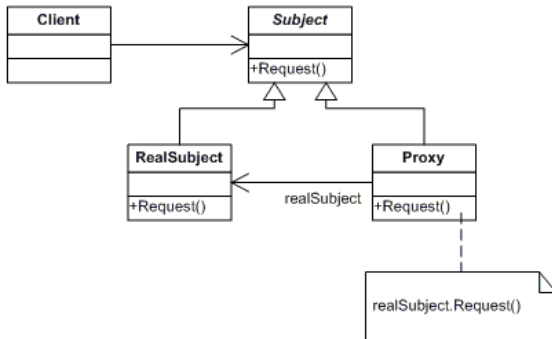 Client
Subject
+Request()
RealSubject
+Request()
Proxy
+Request()
realSubject
realSubject.Request()